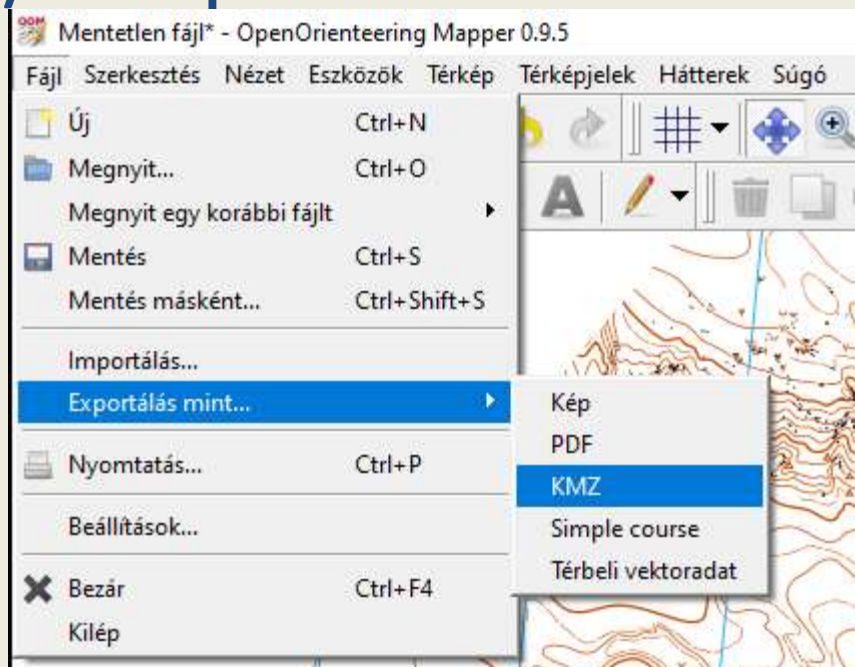 Mentetlen fájl* - OpenOrienteering Mapper 0.9.5
Fájl Szerkesztés Nézet Eszközök Térkép Térképjelek Hátterek Súgó
Új Ctrl+N
Megnyit... Ctrl+O
Megnyit egy korábbi fájlt
Mentés Ctrl+S
Mentés másként... Ctrl+Shift+S
Importálás...
Exportálás mint...
Kép
PDF
KMZ
Simple course
Térbeli vektoradat
Nyomtatás... Ctrl+P
Beállítások...
Bezár Ctrl+F4
Kilép